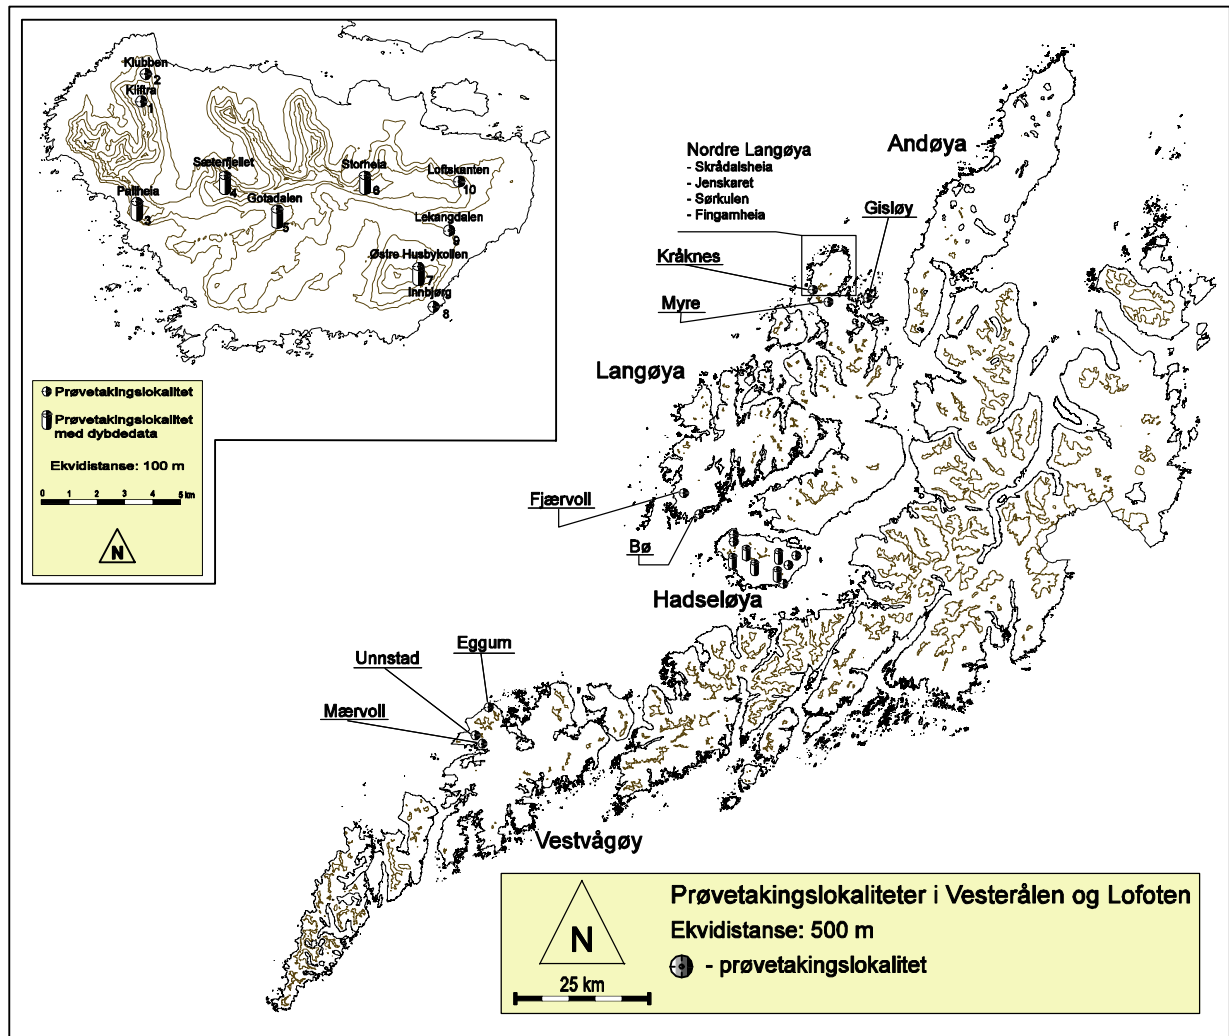 Klubben
2
Kliftra
1
Sæterfjellet
4
Storheia
6
Loftskanten
10
Pallheia
3
Gotadalen
5
Lekangdalen
9
Østre Husbykollen
7
Innbjørg
8
Prøvetakingslokalitet
Prøvetakingslokalitet
med dybdedata
Ekvidistanse: 100 m
0 1 2 3 4 5 km
N
Andøya
Nordre Langøya
- Skrådalsheia
- Jenskaret
- Sørkulen
- Fingamheia
Gisløy
Kråknes
Myre
Langøya
Fjærvoll
Bø
Hadseløya
Eggum
Unnstad
Mærvoll
Vestvågøy
Prøvetakingslokaliteter i Vesterålen og Lofoten
Ekvidistanse: 500 m
- prøvetakingslokalitet
N
25 km